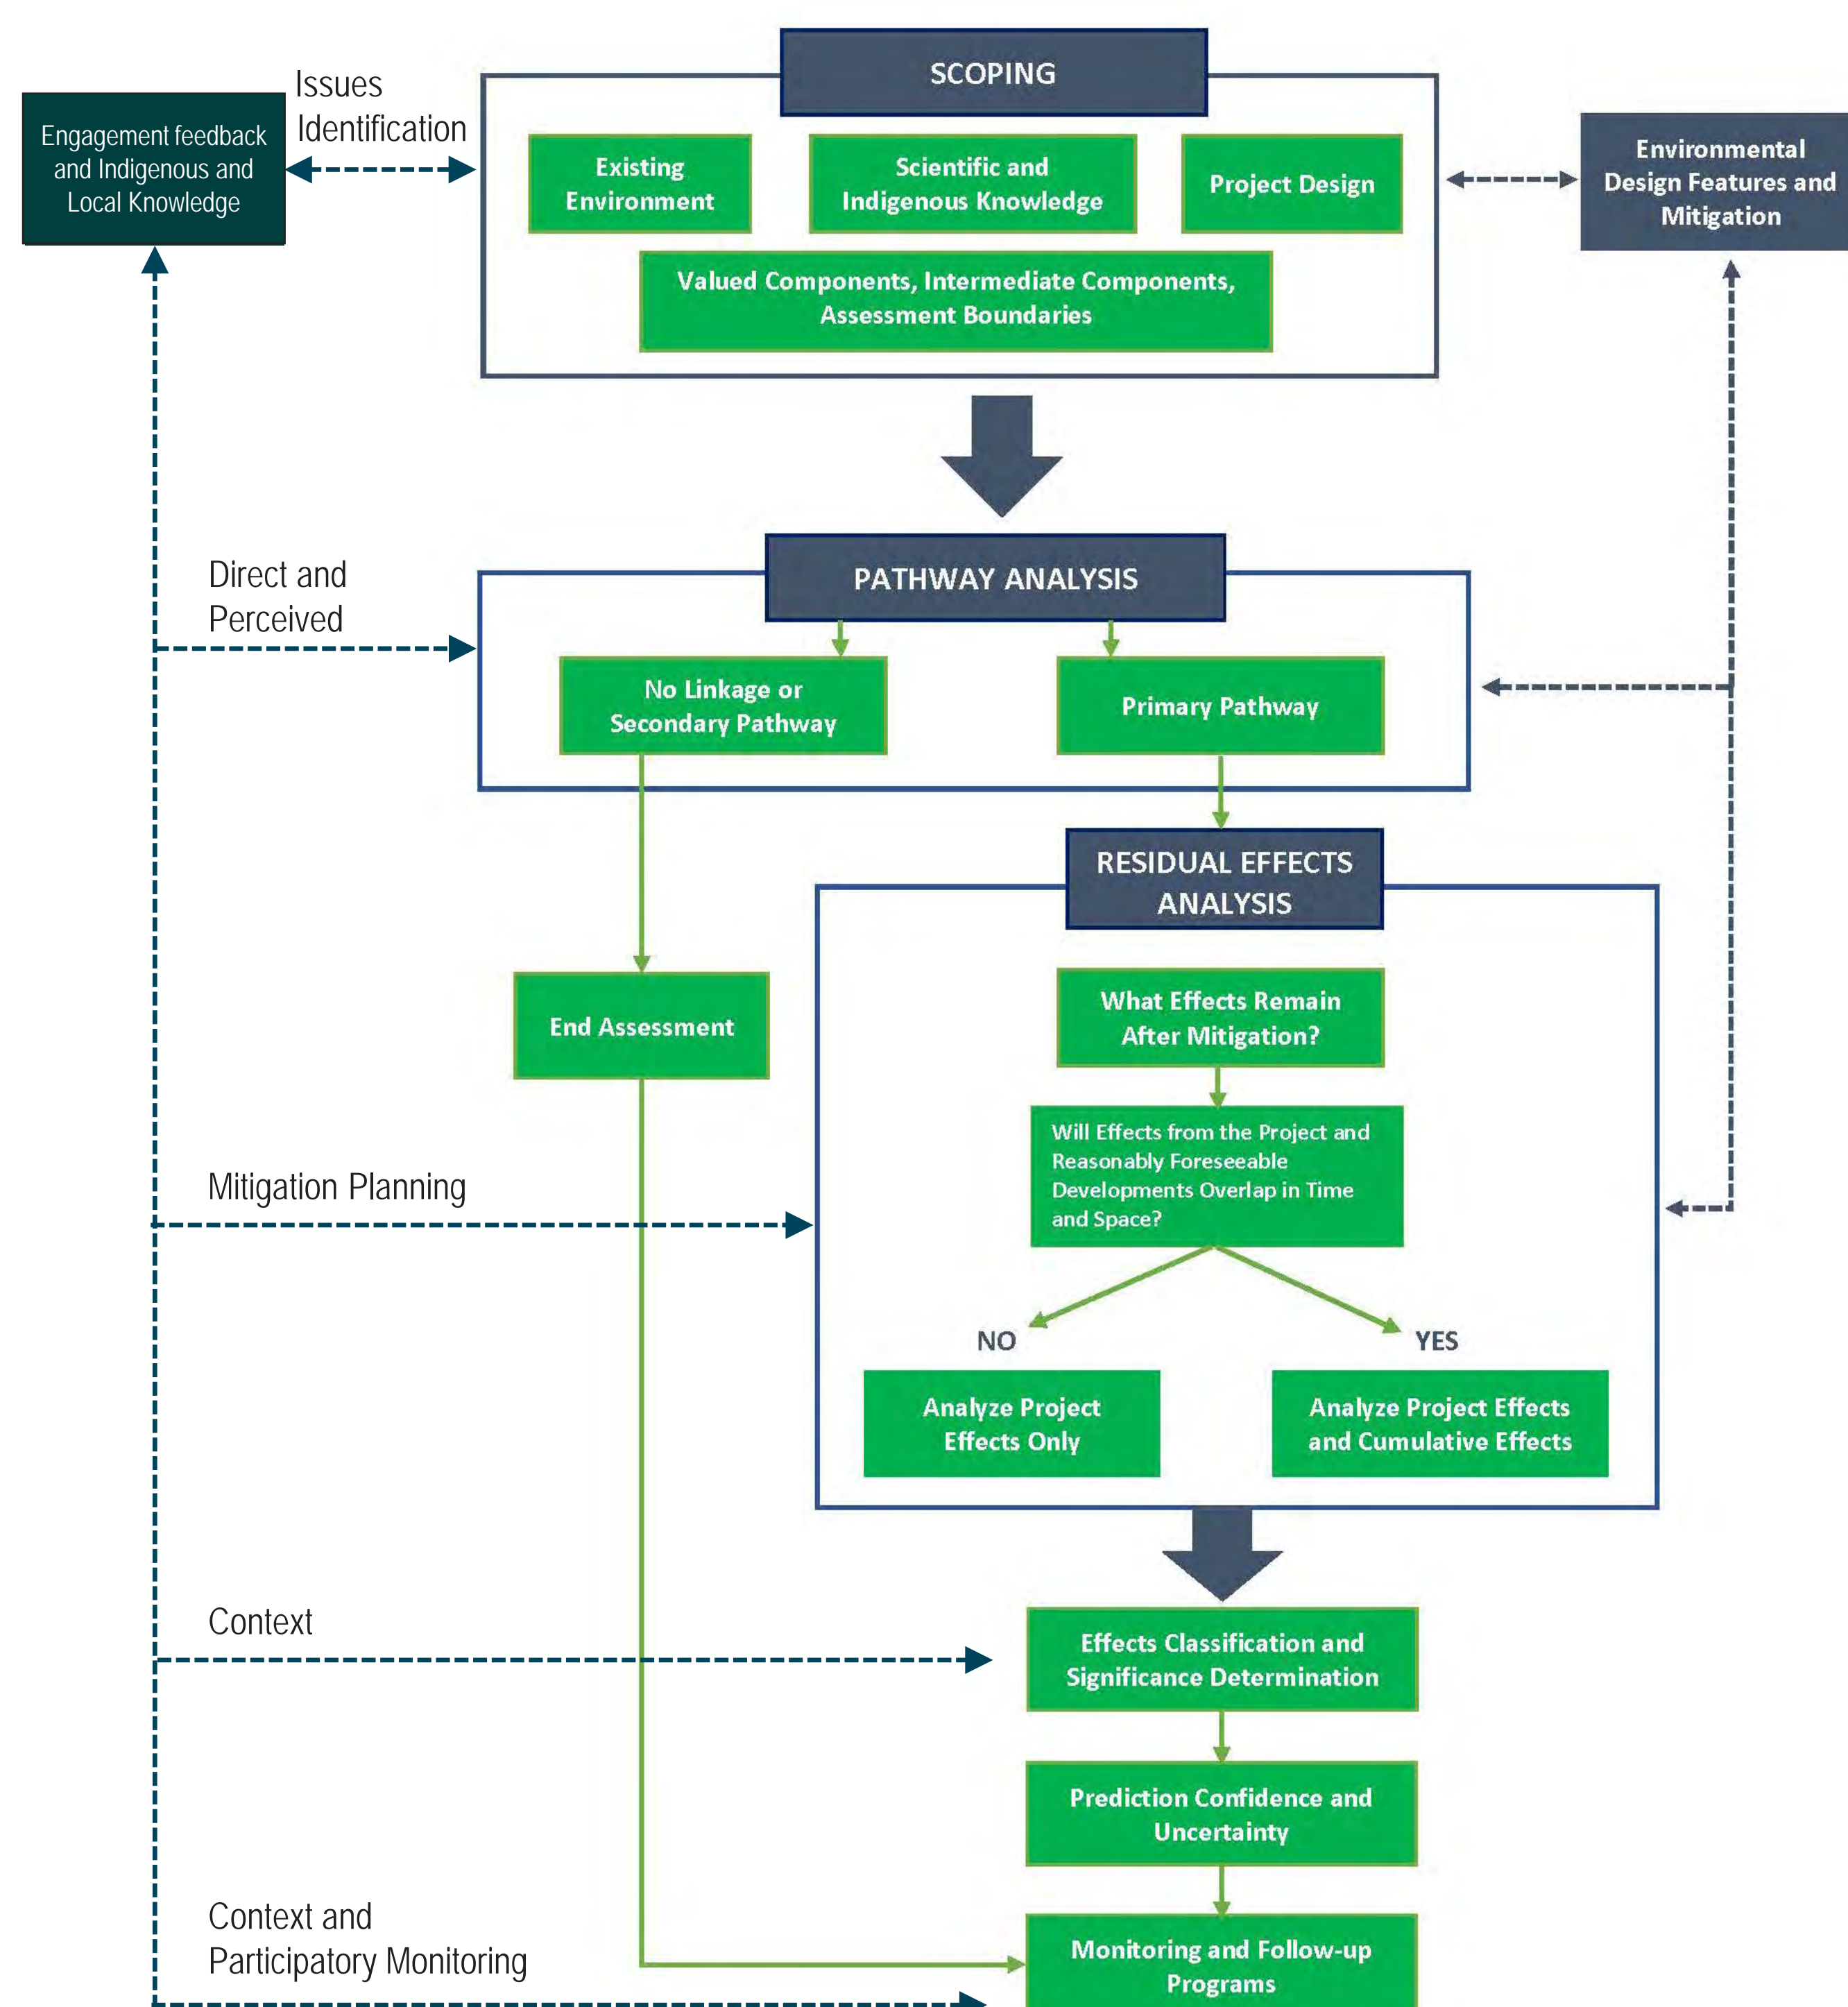 SCOPING
Issues
Identification
Engagement feedback
and Indigenous and
Local Knowledge
Existing
Environment
Scientific and
Indigenous Knowledge
Project Design
Environmental
Design Features and
Mitigation
Valued Components, Intermediate Components,
Assessment Boundaries
PATHWAY ANALYSIS
Direct and
Perceived
No Linkage or
Secondary Pathway
Primary Pathway
RESIDUAL EFFECTS
ANALYSIS
End Assessment
What Effects Remain
After Mitigation?
Will Effects from the Project and
Reasonably Foreseeable
Developments Overlap in Time
and Space?
Mitigation Planning
NO
YES
Analyze Project
Effects Only
Analyze Project Effects
and Cumulative Effects
Context
Effects Classification and
Significance Determination
Prediction Confidence and
Uncertainty
Context and
Participatory Monitoring
Monitoring and Follow-up
Programs